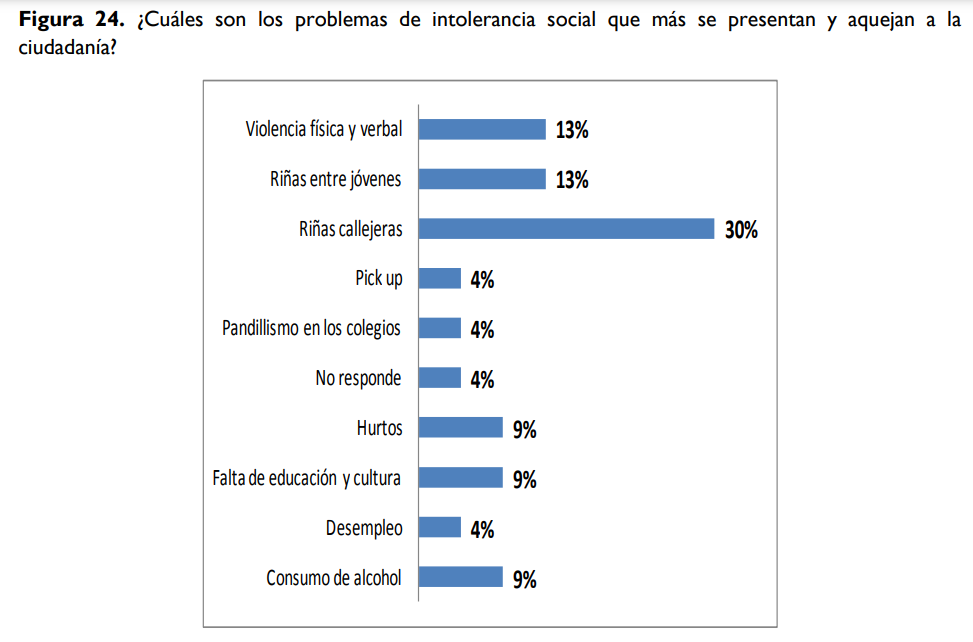 Figura 24. ¿Cuáles son los problemas de intolerancia social que más se presentan y aquejan a la
ciudadanía?
Violencia física y verbal 13%
Riñas entre jóvenes 13%
Riñas callejeras 30%
Pick up 4%
Pandillismo en los colegios 4%
No responde 4%
Hurtos 9%
Falta de educación y cultura 9%
Desempleo 4%
Consumo de alcohol 9%